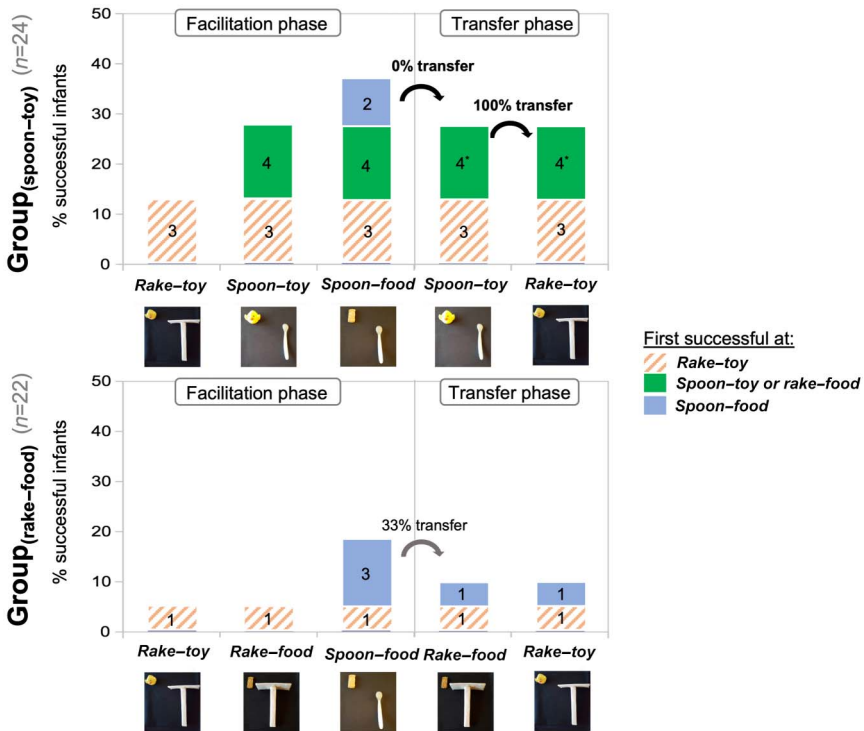 Group(spoon–toy) (n=24)
% successful infants
50
40
30
20
10
0
Facilitation phase
Transfer phase
0% transfer
100% transfer
2
4
4
4*
4*
3
3
3
3
3
Rake–toy
Spoon–toy
Spoon–food
Spoon–toy
Rake–toy
First successful at:
Rake–toy
Spoon–toy or rake–food
Spoon–food
Group(rake–food) (n=22)
% successful infants
50
40
30
20
10
0
Facilitation phase
Transfer phase
33% transfer
3
1
1
1
1
1
1
1
Rake–toy
Rake–food
Spoon–food
Rake–food
Rake–toy